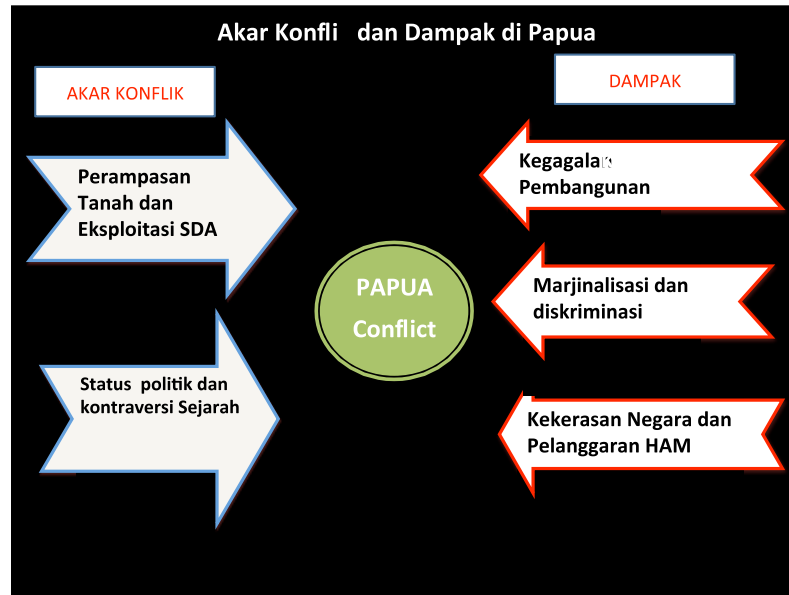 Akar Konfli   dan Dampak di Papua
AKAR KONFLIK
DAMPAK
Perampasan
Tanah dan
Eksploitasi SDA
Status  politik dan
kontraversi Sejarah
PAPUA
Conflict
Kegagalan
Pembangunan
Marjinalisasi dan
diskriminasi
Kekerasan Negara dan
Pelanggaran HAM